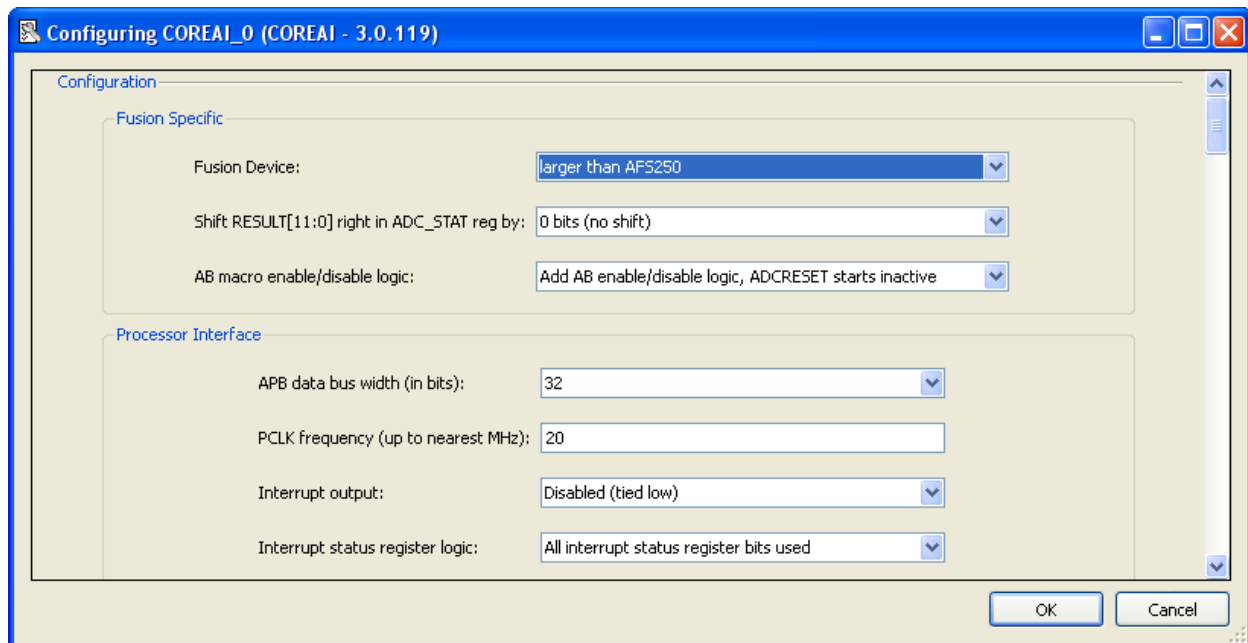 Configuring COREAI_0 (COREAI - 3.0.119)
Configuration
Fusion Specific
Fusion Device: larger than AFS250
Shift RESULT[11:0] right in ADC_STAT reg by: 0 bits (no shift)
AB macro enable/disable logic: Add AB enable/disable logic, ADCRESET starts inactive
Processor Interface
APB data bus width (in bits): 32
PCLK frequency (up to nearest MHz): 20
Interrupt output: Disabled (tied low)
Interrupt status register logic: All interrupt status register bits used
OK Cancel